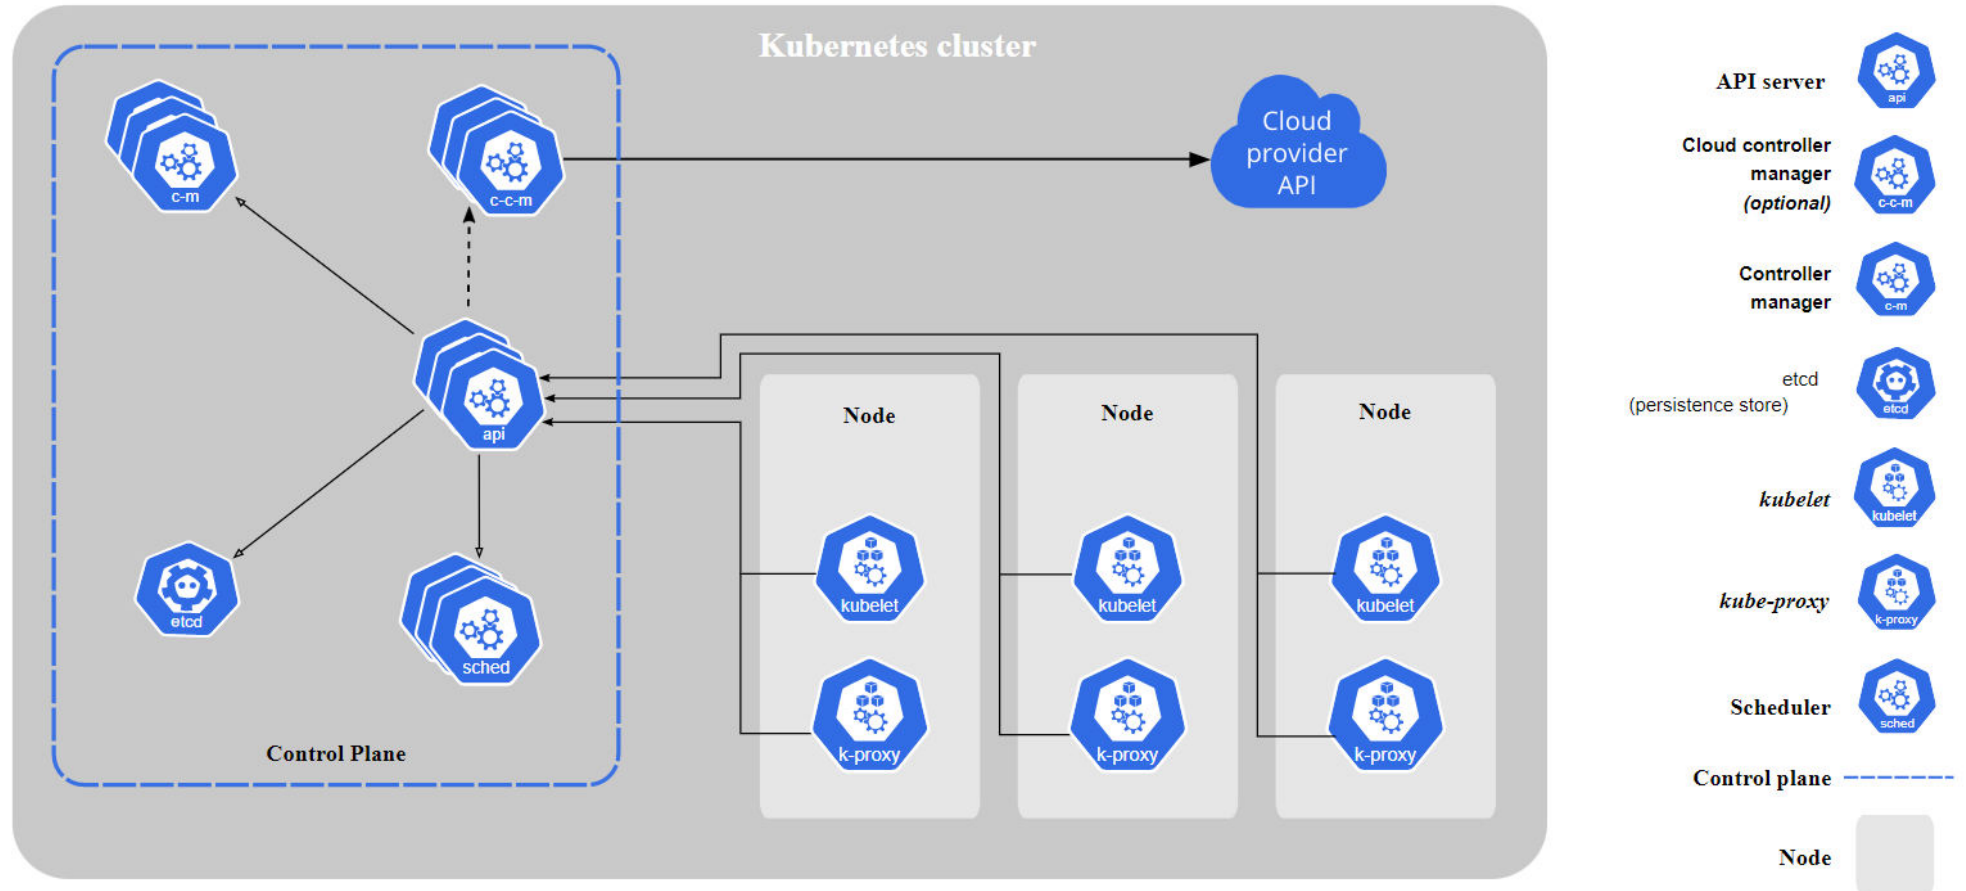 Kubernetes cluster
c-m
c-c-m
Cloud
provider
API
api
etcd
sched
Control Plane
Node
kubelet
k-proxy
Node
kubelet
k-proxy
Node
kubelet
k-proxy
API server
api
Cloud controller
manager
(optional)
c-c-m
Controller
manager
c-m
etcd
(persistence store)
etcd
kubelet
kubelet
kube-proxy
k-proxy
Scheduler
sched
Control plane
Node